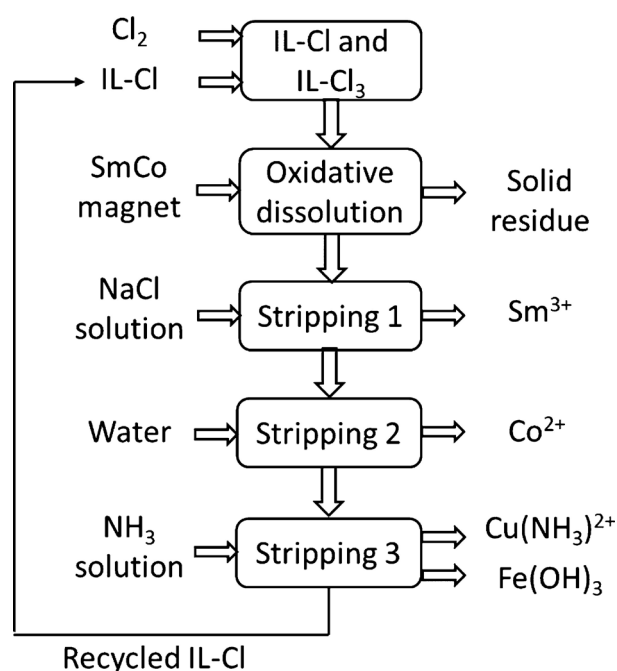 Cl₂
IL-Cl
IL-Cl and
IL-Cl₃
SmCo
magnet
Oxidative
dissolution
Solid
residue
NaCl
solution
Stripping 1
Sm³⁺
Water
Stripping 2
Co²⁺
NH₃
solution
Stripping 3
Cu(NH₃)²⁺
Fe(OH)₃
Recycled IL-Cl